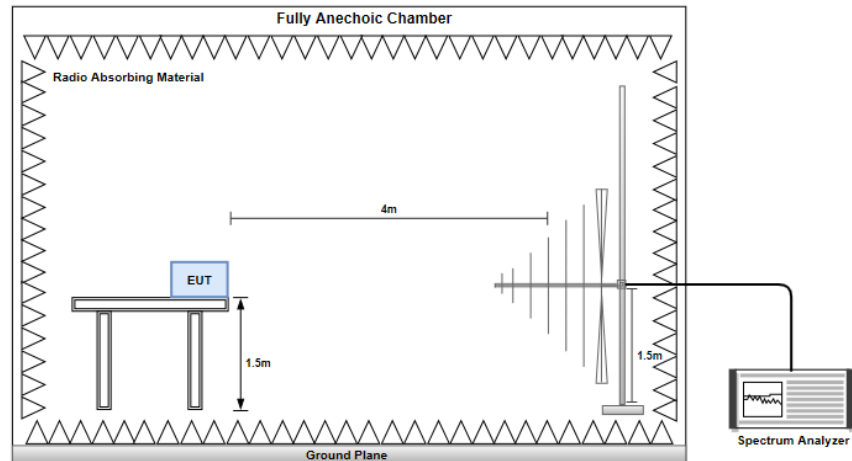 Fully Anechoic Chamber
Radio Absorbing Material
4m
EUT
1.5m
1.5m
Spectrum Analyzer
Ground Plane